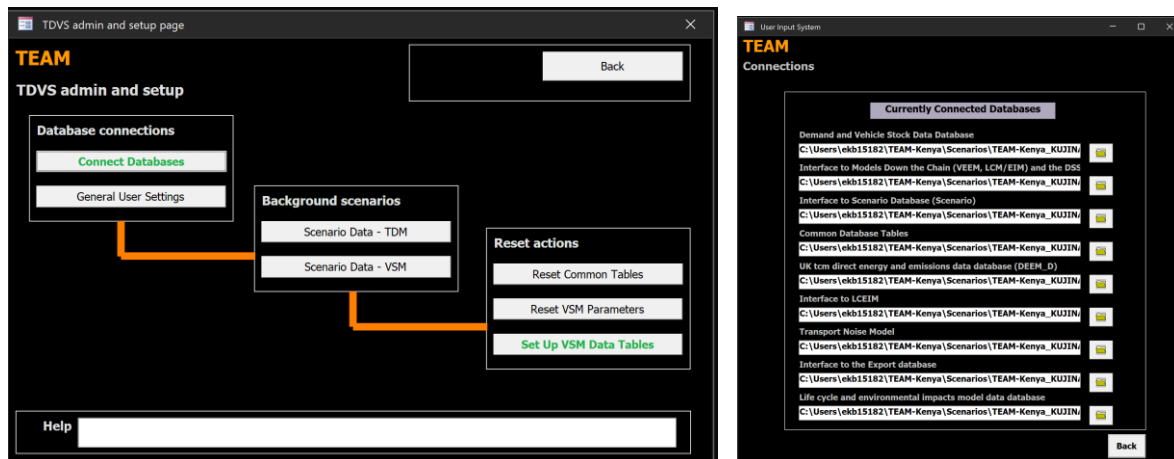 TDVS admin and setup page
TEAM
Back
TDVS admin and setup
Database connections
Connect Databases
General User Settings
Background scenarios
Scenario Data - TDM
Scenario Data - VSM
Reset actions
Reset Common Tables
Reset VSM Parameters
Set Up VSM Data Tables
Help
User Input System
TEAM
Connections
Currently Connected Databases
Demand and Vehicle Stock Data Database
C:\Users\ekb15182\TEAM-Kenya\Scenarios\TEAM-Kenya_KUJIN
Interface to Models Down the Chain (VEEM, LCM/EIM) and the DSS
C:\Users\ekb15182\TEAM-Kenya\Scenarios\TEAM-Kenya_KUJIN
Interface to Scenario Database (Scenario)
C:\Users\ekb15182\TEAM-Kenya\Scenarios\TEAM-Kenya_KUJIN
Common Database Tables
C:\Users\ekb15182\TEAM-Kenya\Scenarios\TEAM-Kenya_KUJIN
UK tcm direct energy and emissions data database (DEEM_D)
C:\Users\ekb15182\TEAM-Kenya\Scenarios\TEAM-Kenya_KUJIN
Interface to LCEIM
C:\Users\ekb15182\TEAM-Kenya\Scenarios\TEAM-Kenya_KUJIN
Transport Noise Model
C:\Users\ekb15182\TEAM-Kenya\Scenarios\TEAM-Kenya_KUJIN
Interface to the Export database
C:\Users\ekb15182\TEAM-Kenya\Scenarios\TEAM-Kenya_KUJIN
Life cycle and environmental impacts model data database
C:\Users\ekb15182\TEAM-Kenya\Scenarios\TEAM-Kenya_KUJIN
Back